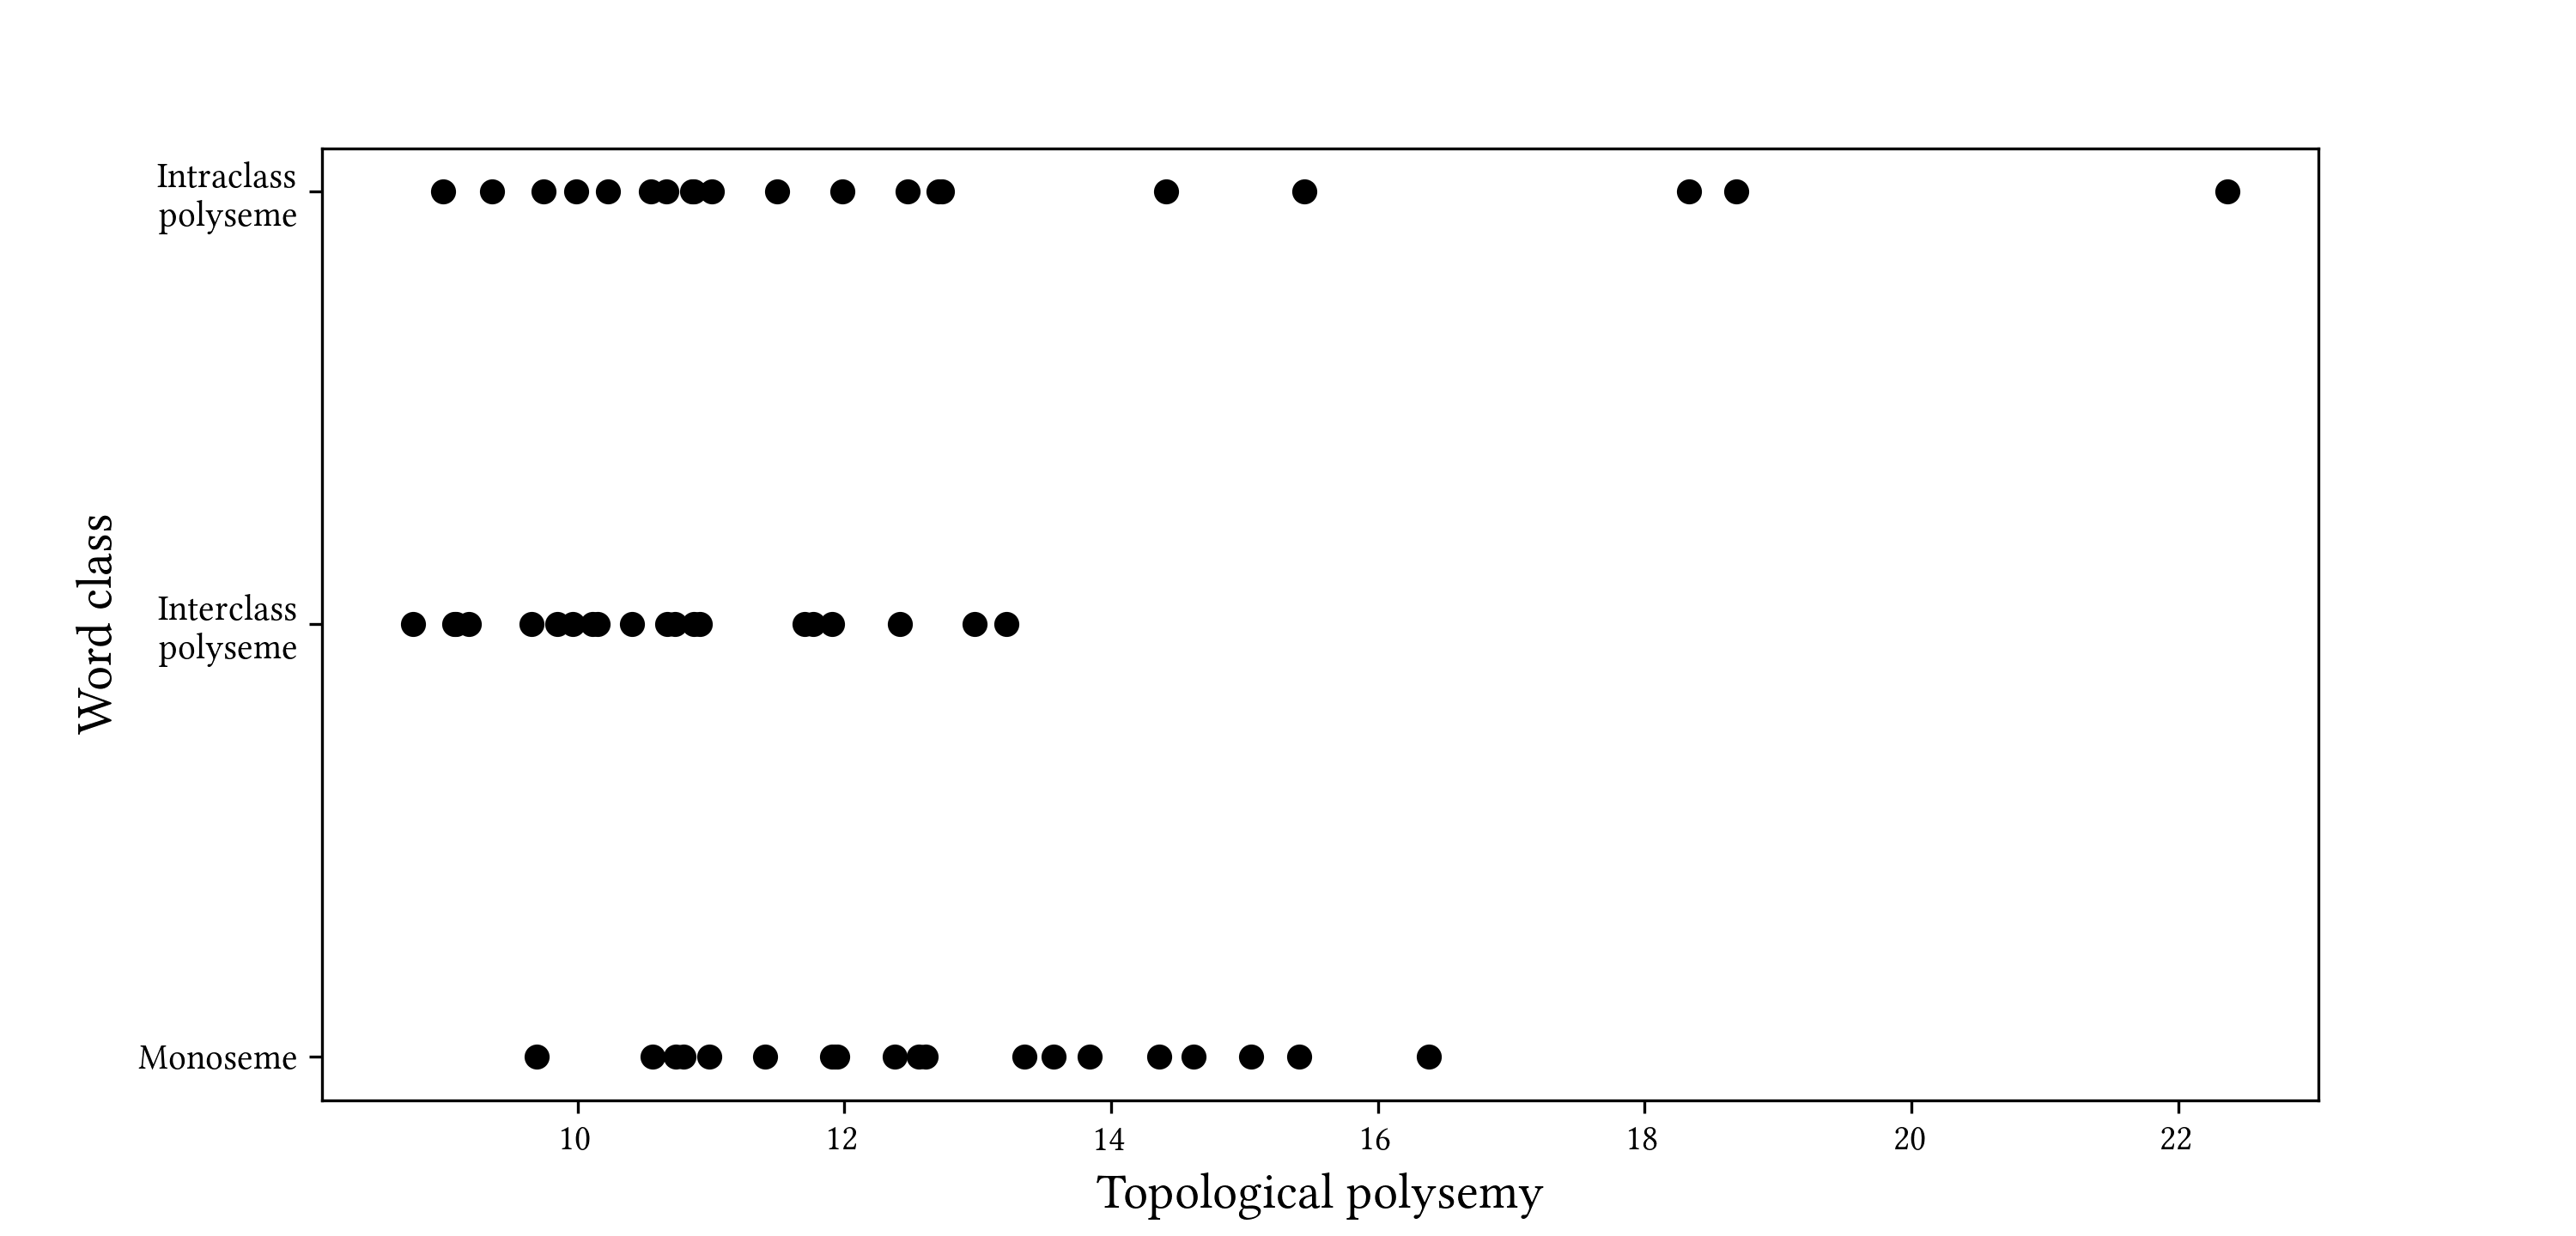 Intraclass
polyseme
Word class
Interclass
polyseme
Monoseme
10 12 14 16 18 20 22
Topological polysemy